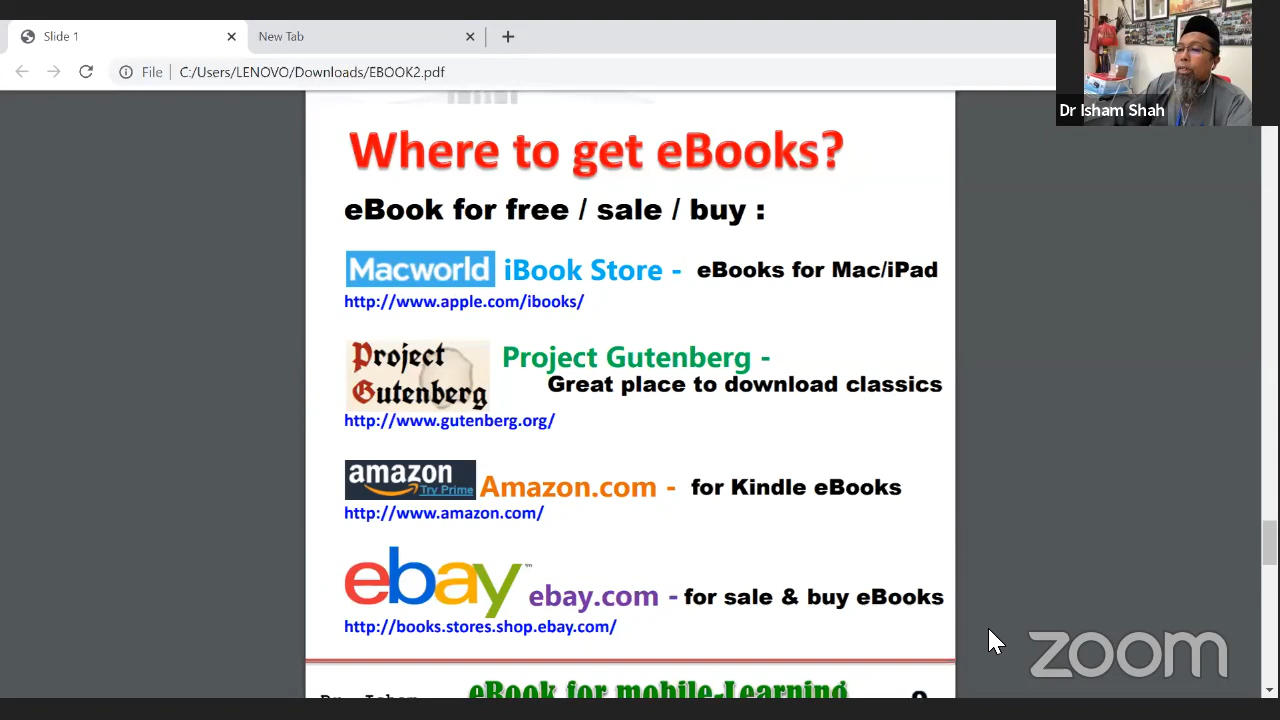 Slide 1
New Tab
File
C:/Users/LENOVO/Downloads/EBOOK2.pdf
Dr Isham Shah
Where to get eBooks?
eBook for free / sale / buy :
Macworld iBook Store - eBooks for Mac/iPad
http://www.apple.com/ibooks/
Project Gutenberg
Project Gutenberg -
Great place to download classics
http://www.gutenberg.org/
amazon
Try Prime
Amazon.com - for Kindle eBooks
http://www.amazon.com/
ebay™ ebay.com - for sale & buy eBooks
http://books.stores.shop.ebay.com/
zoom
Dr. Isham
eBook for mobile-Learning